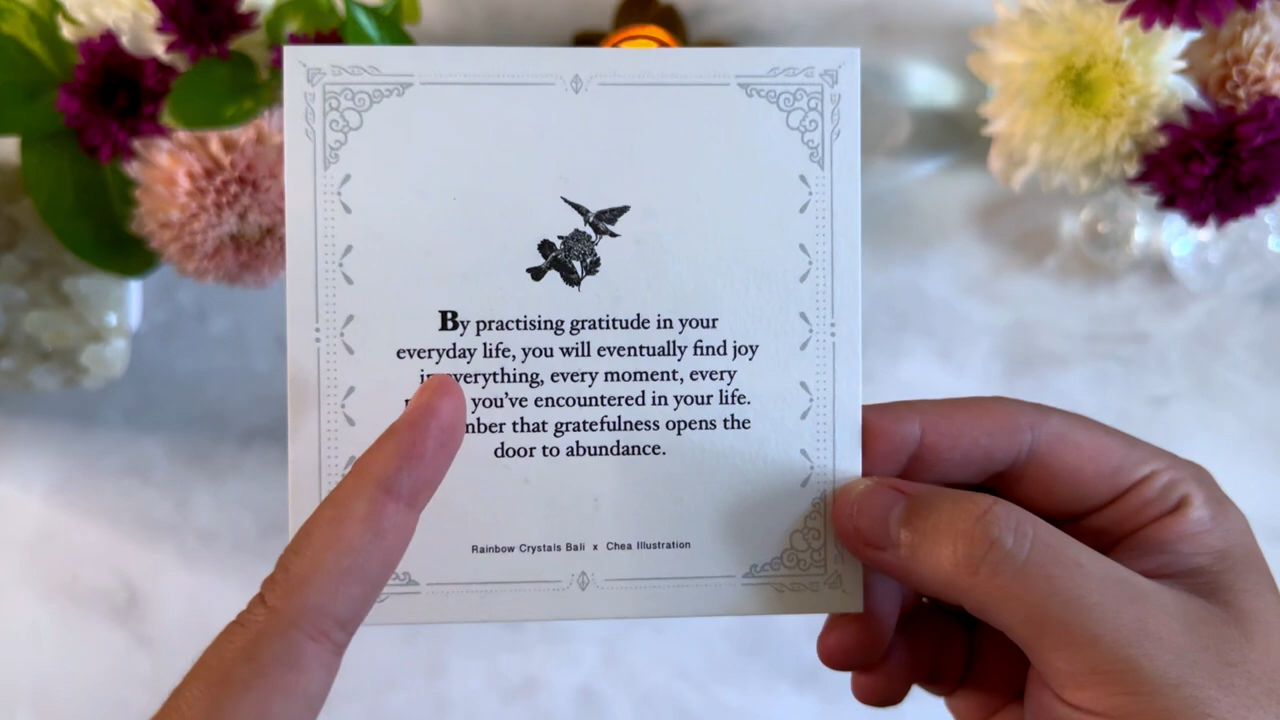 By practising gratitude in your
everyday life, you will eventually find joy
everything, every moment, every
you've encountered in your life.
that gratefulness opens the
door to abundance.
Rainbow Crystals Bali x Chea Illustration